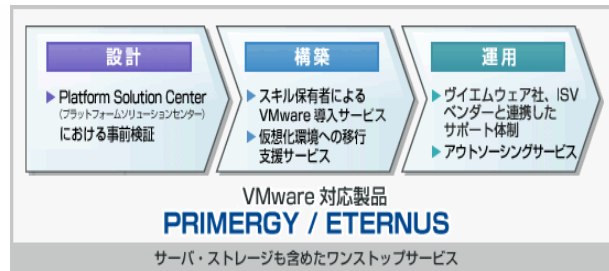 設計
▶ Platform Solution Center
(プラットフォームソリューションセンター)
における事前検証
構築
▶ スキル保有者による
VMware 導入サービス
▶ 仮想化環境への移行
支援サービス
運用
▶ ヴイエムウェア社、ISV
ベンダーと連携した
サポート体制
▶ アウトソーシングサービス
VMware 対応製品
PRIMERGY / ETERNUS
サーバ・ストレージも含めたワンストップサービス